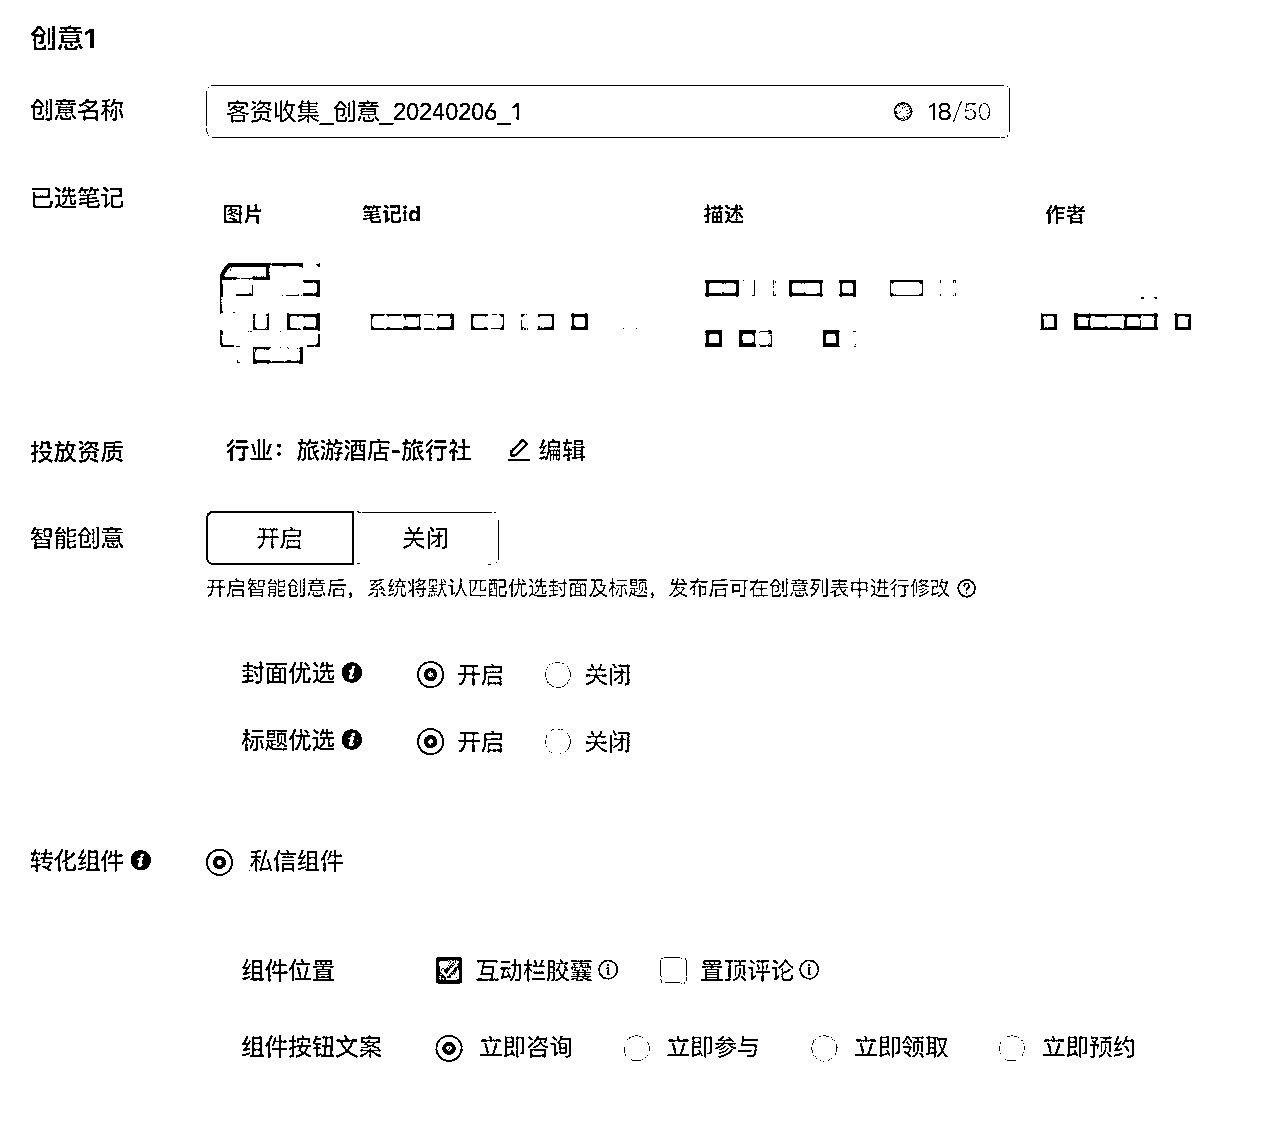 创意1
创意名称 客资收集_创意_20240206_1 18/50
已选笔记
图片 笔记id 描述 作者
投放资质 行业：旅游酒店-旅行社 编辑
智能创意 开启 关闭
开启智能创意后，系统将默认匹配优选封面及标题，发布后可在创意列表中进行修改
封面优选 开启 关闭
标题优选 开启 关闭
转化组件 私信组件
组件位置 互动栏胶囊 置顶评论
组件按钮文案 立即咨询 立即参与 立即领取 立即预约